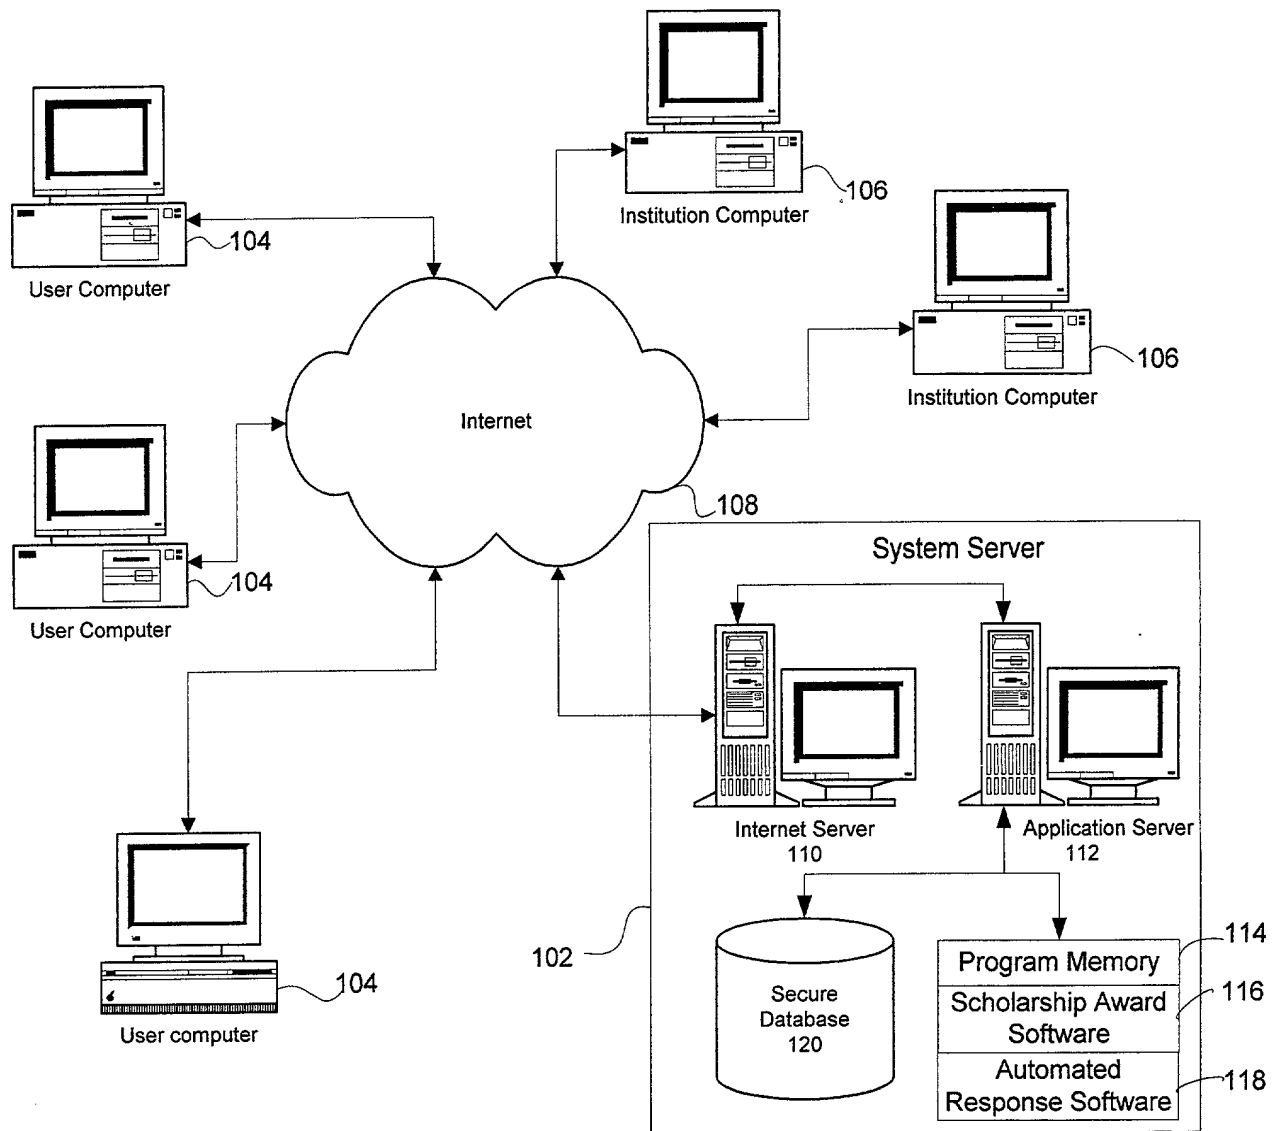 106
Institution Computer
104
User Computer
106
Institution Computer
Internet
108
104
User Computer
System Server
Internet Server
110
Application Server
112
102
104
User computer
Secure
Database
120
Program Memory
114
Scholarship Award
Software
116
Automated
Response Software
118